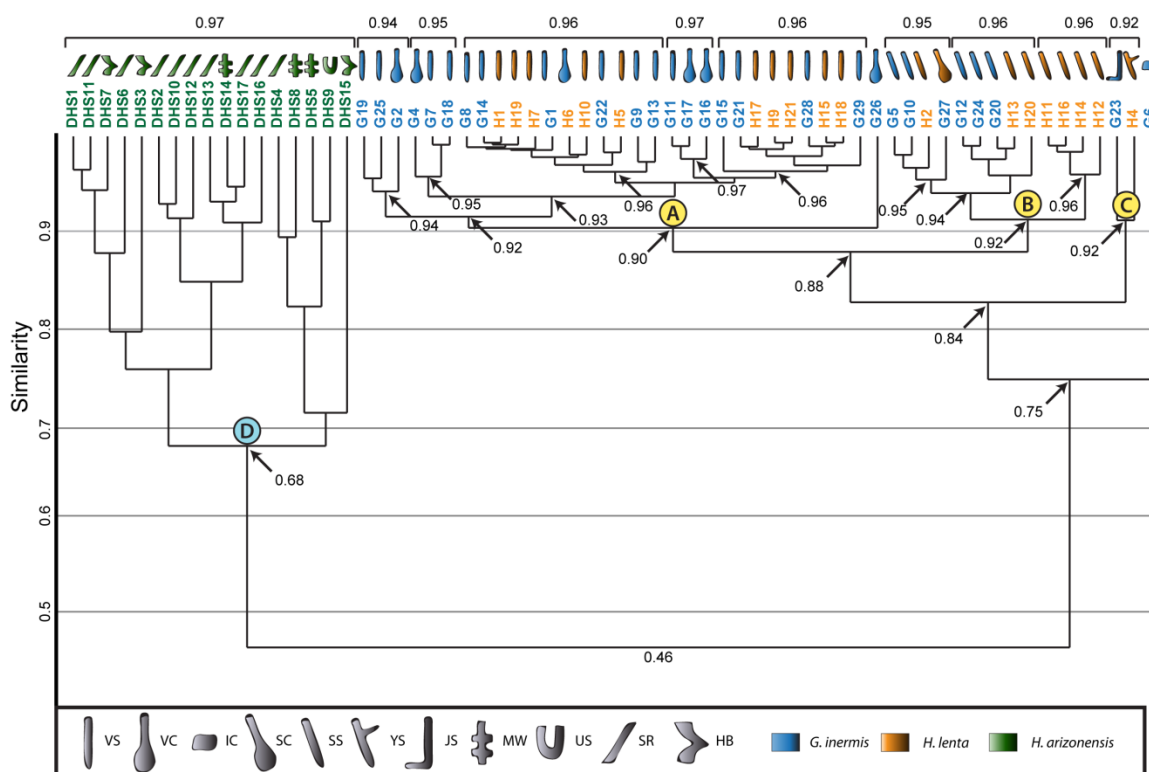 0.97 0.94 0.95 0.96 0.97 0.96 0.95 0.96 0.96 0.92
DHS1 DHS11 DHS7 DHS6 DHS3 DHS2 DHS10 DHS12 DHS13 DHS14 DHS17 DHS16 DHS4 DHS8 DHS5 DHS9 DHS15 G19 G25 G2 G4 G7 G18 G8 G14 H1 H19 H7 G1 H6 H10 G22 H5 G9 G13 G11 G17 G16 G15 G21 H17 H9 H21 G28 H15 H18 G29 G26 G5 G10 H2 G27 G12 G24 G20 H13 H20 H11 H16 H14 H12 G23 H4
Similarity
0.9
0.8
0.7
0.6
0.5
0.97
0.95 0.96 0.96 0.95 0.96
A B C
0.94 0.93 0.94
0.92 0.90 0.92 0.92
0.88
0.84
0.75
D
0.68
0.46
VS VC IC SC SS YS JS MW US SR HB G. inermis H. lenta H. arizonensis